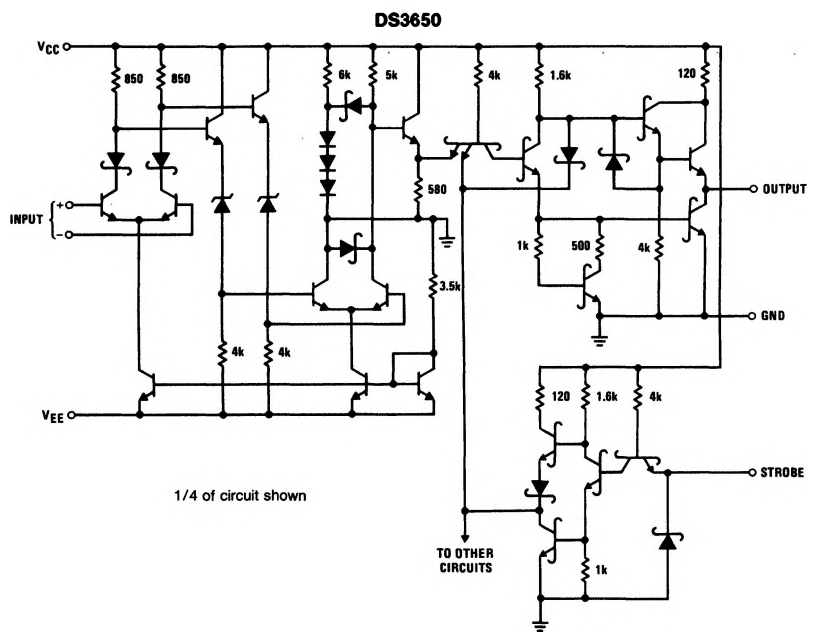 DS3650
VCC
850
850
6k
5k
4k
1.6k
120
INPUT
+
–
580
OUTPUT
1k
500
4k
3.5k
GND
4k
4k
VEE
120
1.6k
4k
STROBE
1/4 of circuit shown
TO OTHER
CIRCUITS
1k